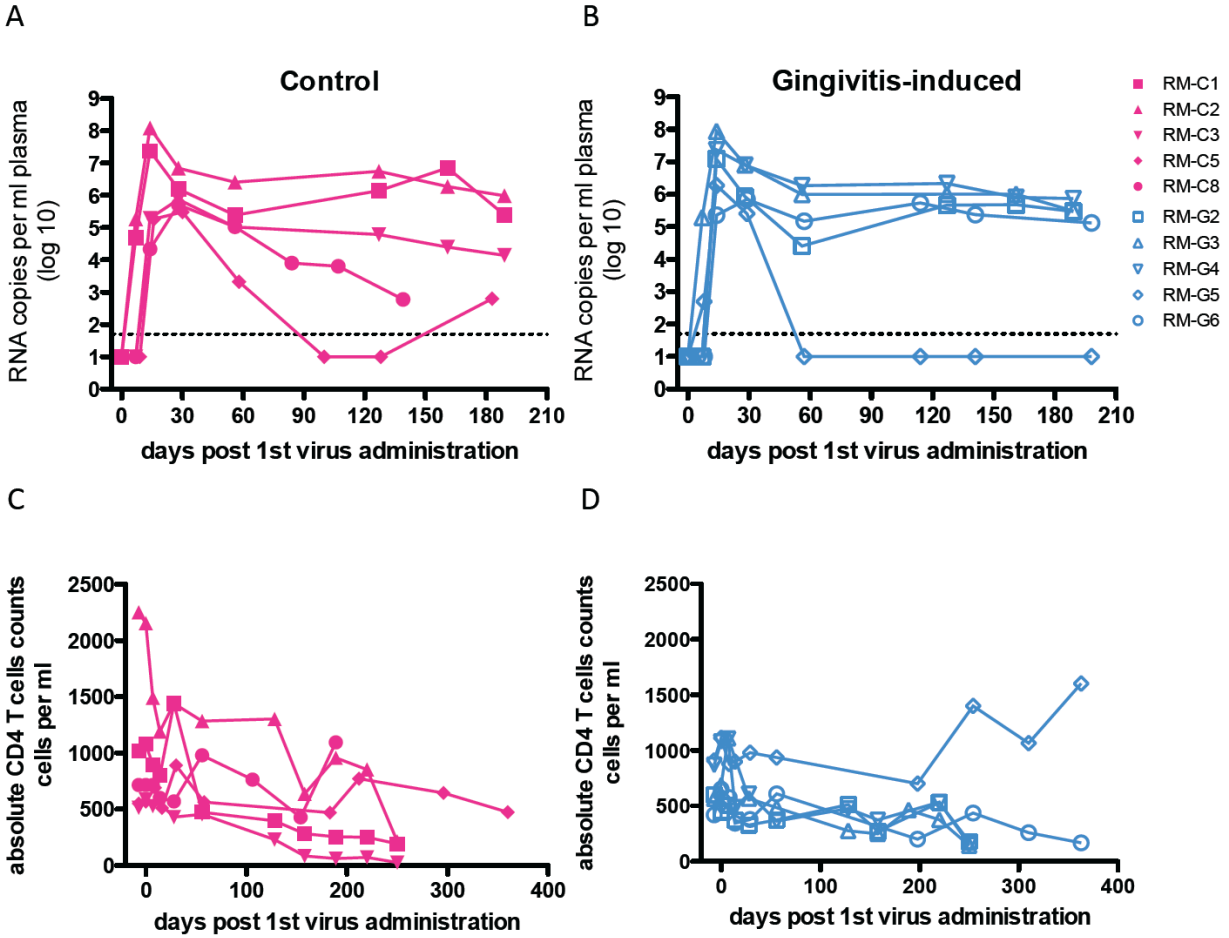 A
B
Control
Gingivitis-induced
RNA copies per ml plasma
(log 10)
9
8
7
6
5
4
3
2
1
0
0 30 60 90 120 150 180 210
days post 1st virus administration
RNA copies per ml plasma
(log 10)
9
8
7
6
5
4
3
2
1
0
0 30 60 90 120 150 180 210
days post 1st virus administration
RM-C1
RM-C2
RM-C3
RM-C5
RM-C8
RM-G2
RM-G3
RM-G4
RM-G5
RM-G6
C
D
absolute CD4 T cells counts
cells per ml
2500
2000
1500
1000
500
0
0 100 200 300 400
days post 1st virus administration
absolute CD4 T cells counts
cells per ml
2500
2000
1500
1000
500
0
0 100 200 300 400
days post 1st virus administration